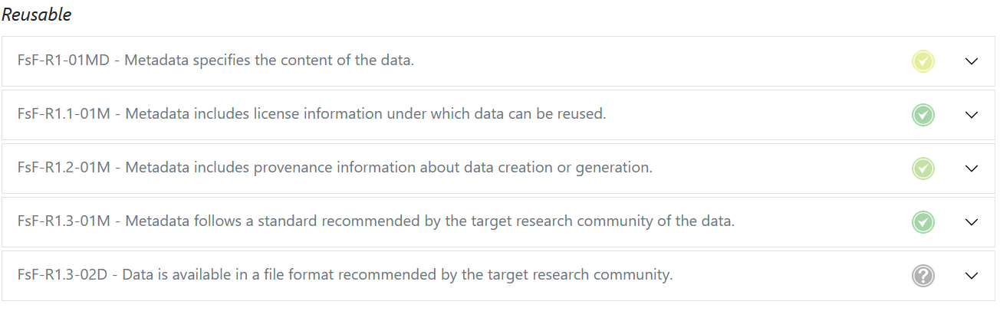 Reusable
FsF-R1-01MD - Metadata specifies the content of the data.
FsF-R1.1-01M - Metadata includes license information under which data can be reused.
FsF-R1.2-01M - Metadata includes provenance information about data creation or generation.
FsF-R1.3-01M - Metadata follows a standard recommended by the target research community of the data.
FsF-R1.3-02D - Data is available in a file format recommended by the target research community.